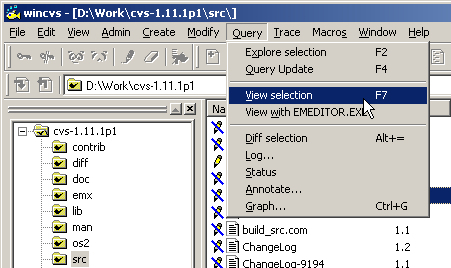 wincvs - [D:\Work\cvs-1.11.1p1\src\]
File Edit View Admin Create Modify Query Trace Macros Window Help
D:\Work\cvs-1.11.1p1\src\
Explore selection F2
Query Update F4
View selection F7
View with EMEDITOR.EXE
Diff selection Alt+=
Log...
Status
Annotate...
Graph... Ctrl+G
cvs-1.11.1p1
contrib
diff
doc
emx
lib
man
os2
src
build_src.com 1.1
ChangeLog 1.2
ChangeLog-9194 1.1